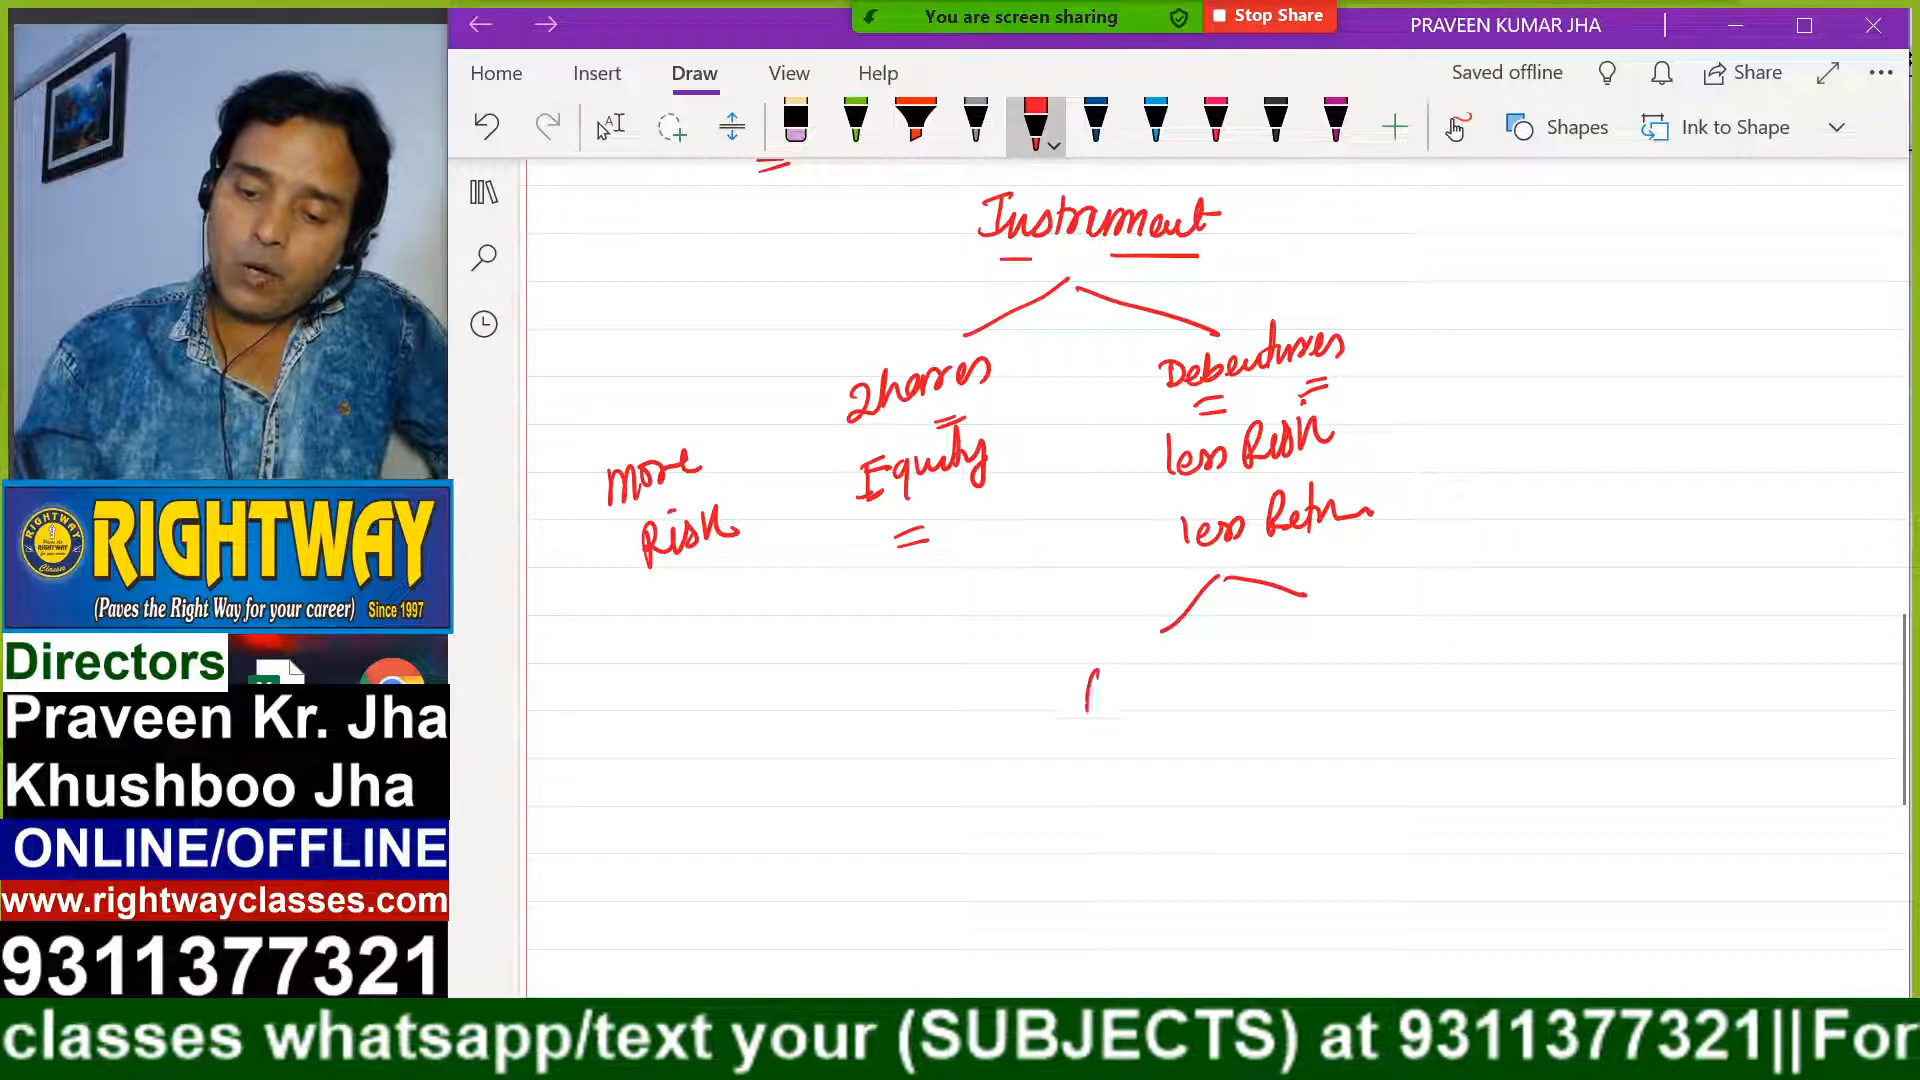 You are screen sharing
Stop Share
PRAVEEN KUMAR JHA
Home Insert Draw View Help
Saved offline
Share
Shapes
Ink to Shape
Instrument
Shares
Debentures
Equity
less Risk
More
Risk
less Return
RIGHTWAY
(Paves the Right Way for your career) Since 1997
Directors
Praveen Kr. Jha
Khushboo Jha
ONLINE/OFFLINE
www.rightwayclasses.com
9311377321
classes whatsapp/text your (SUBJECTS) at 9311377321||For